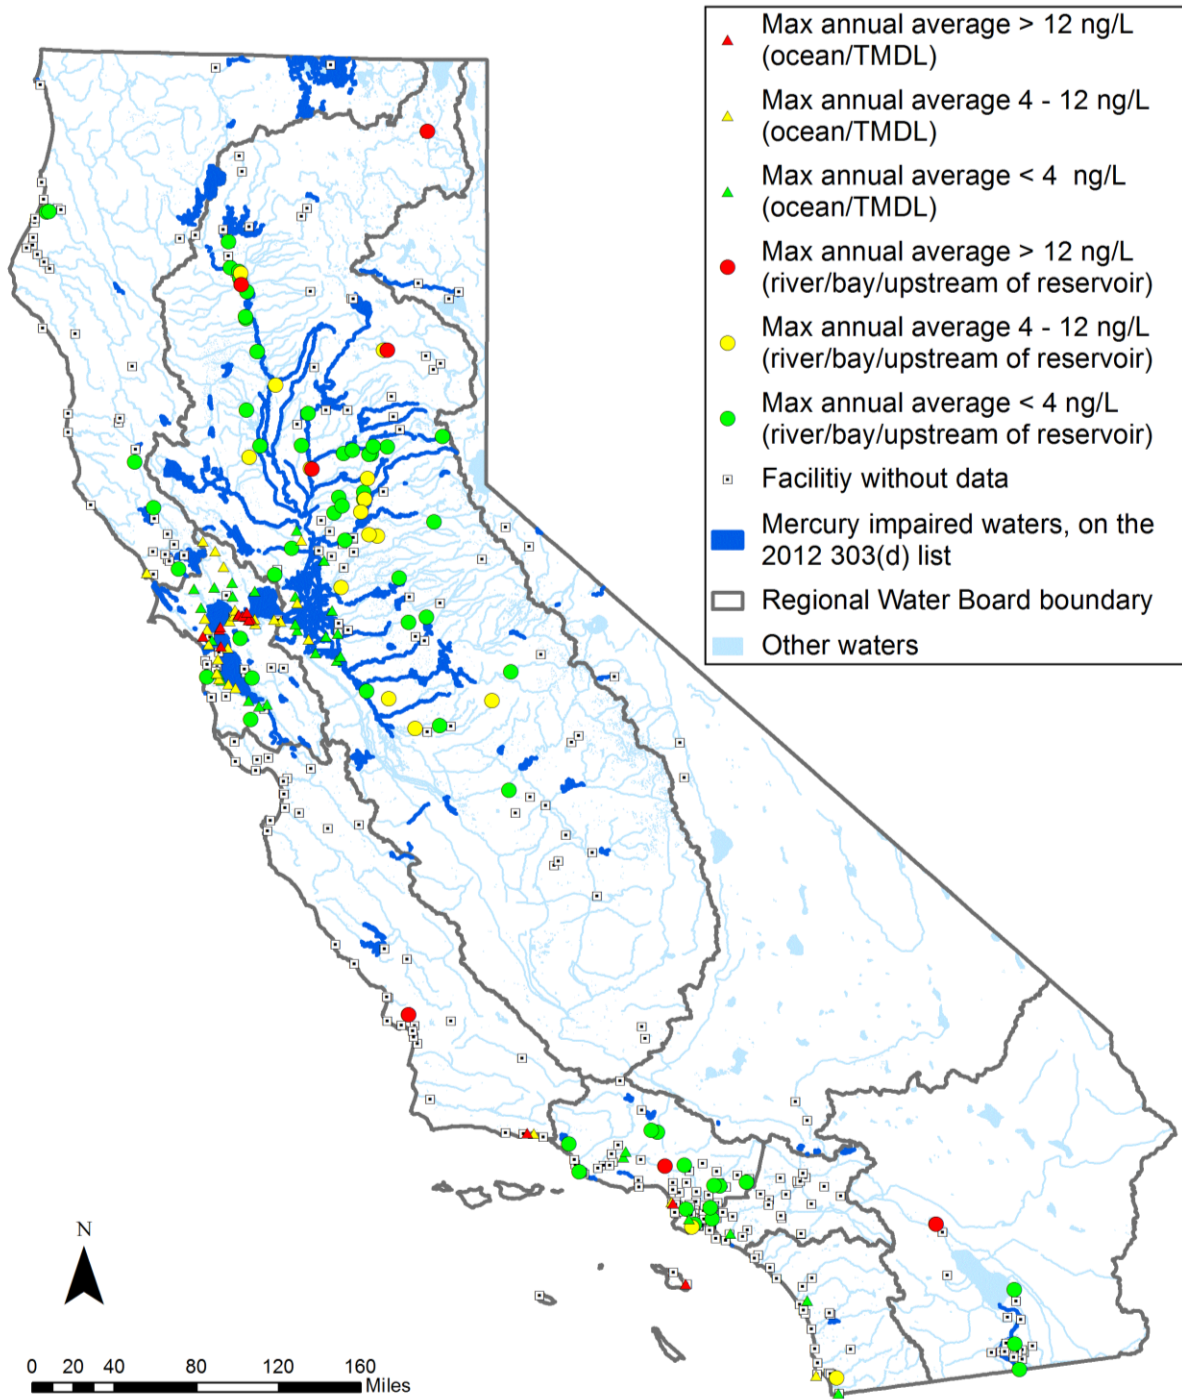 Max annual average > 12 ng/L
(ocean/TMDL)
Max annual average 4 - 12 ng/L
(ocean/TMDL)
Max annual average < 4  ng/L
(ocean/TMDL)
Max annual average > 12 ng/L
(river/bay/upstream of reservoir)
Max annual average 4 - 12 ng/L
(river/bay/upstream of reservoir)
Max annual average < 4 ng/L
(river/bay/upstream of reservoir)
Facilitiy without data
Mercury impaired waters, on the
2012 303(d) list
Regional Water Board boundary
Other waters
N
0 20 40 80 120 160
Miles